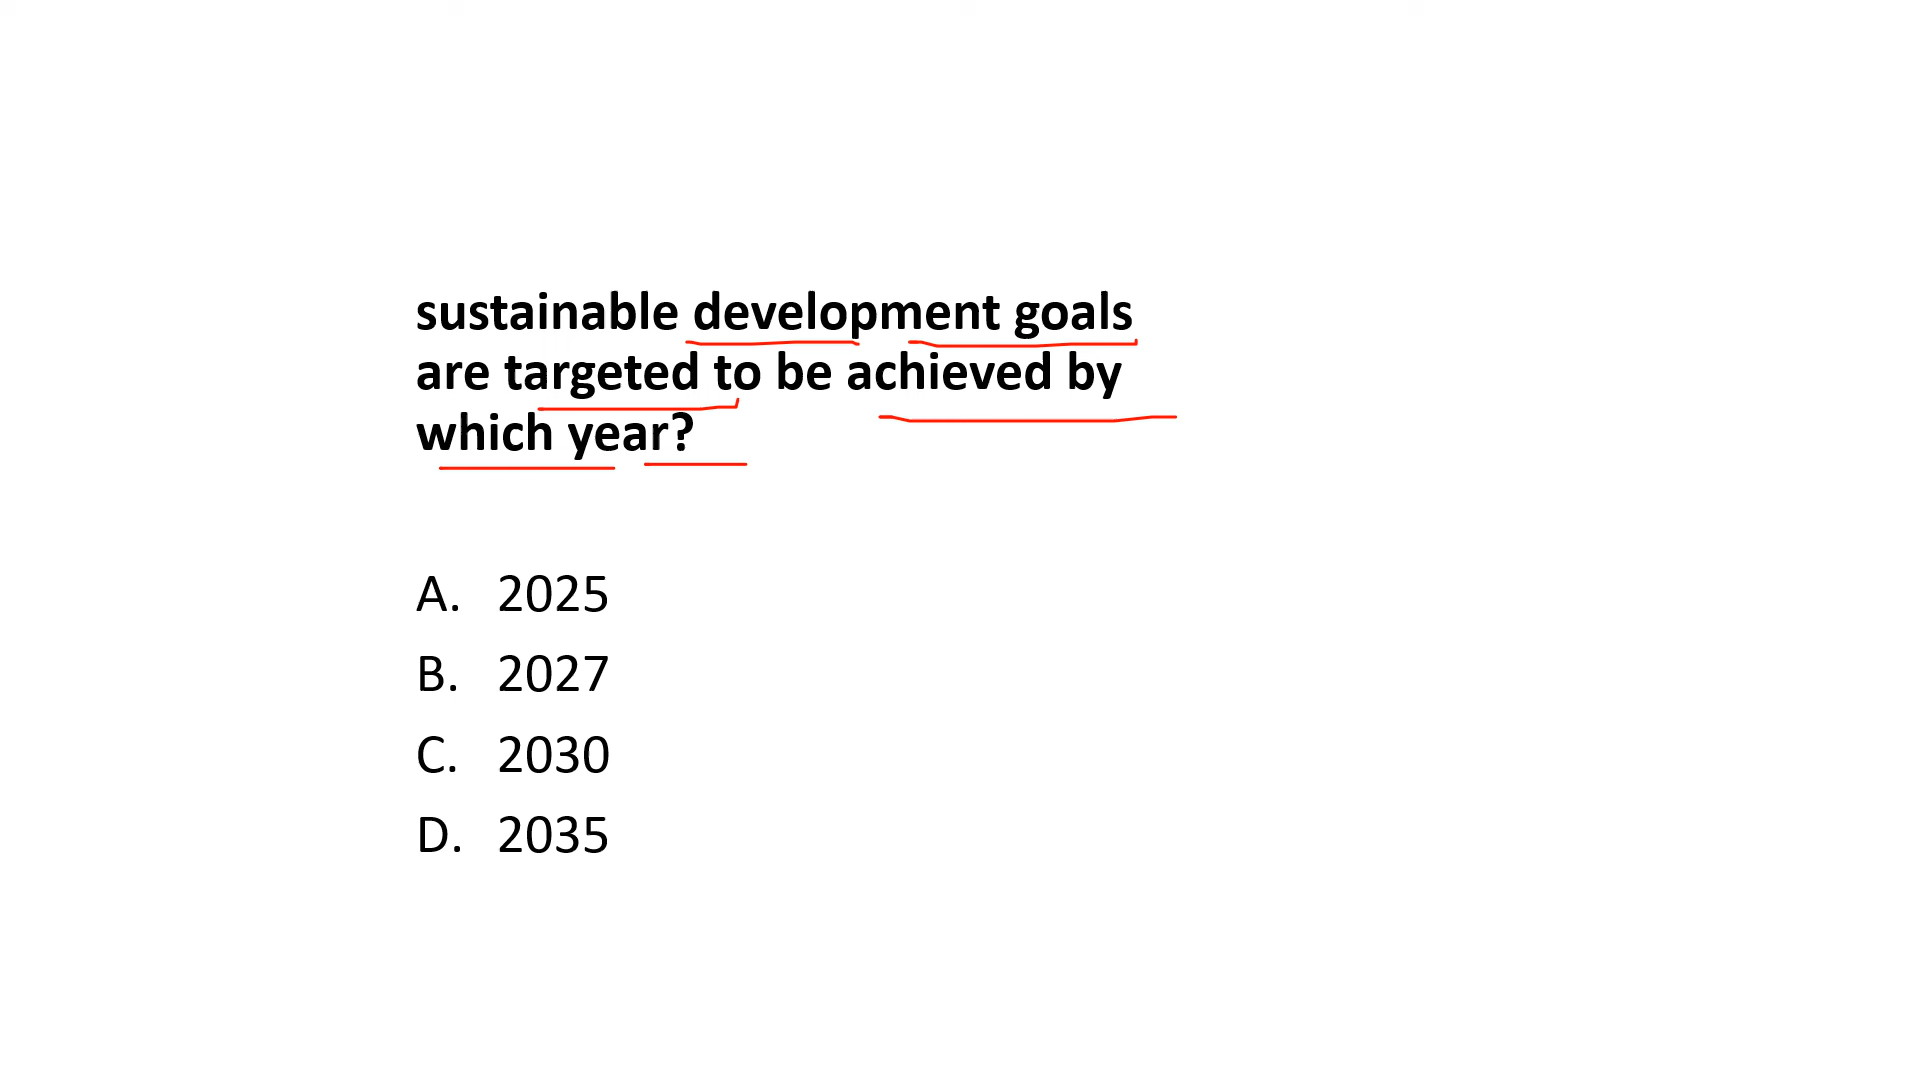 sustainable development goals
are targeted to be achieved by
which year?
A. 2025
B. 2027
C. 2030
D. 2035